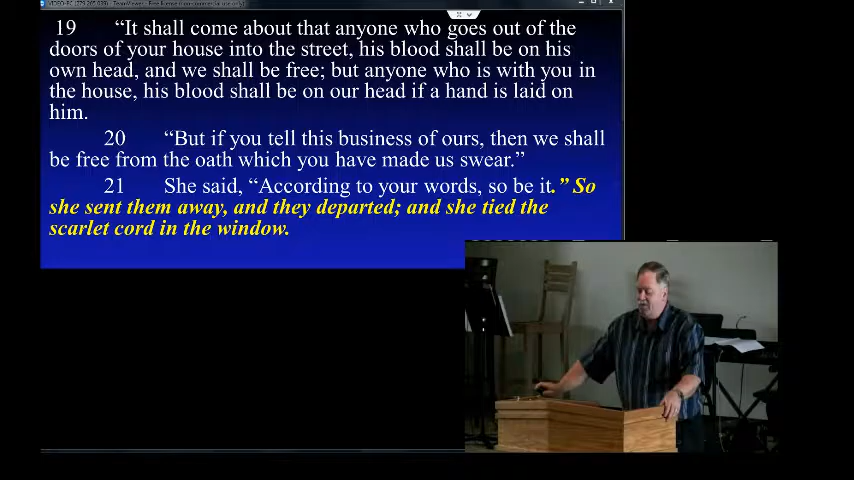 19 “It shall come about that anyone who goes out of the
doors of your house into the street, his blood shall be on his
own head, and we shall be free; but anyone who is with you in
the house, his blood shall be on our head if a hand is laid on
him.
20 “But if you tell this business of ours, then we shall
be free from the oath which you have made us swear.”
21 She said, “According to your words, so be it.” So
she sent them away, and they departed; and she tied the
scarlet cord in the window.